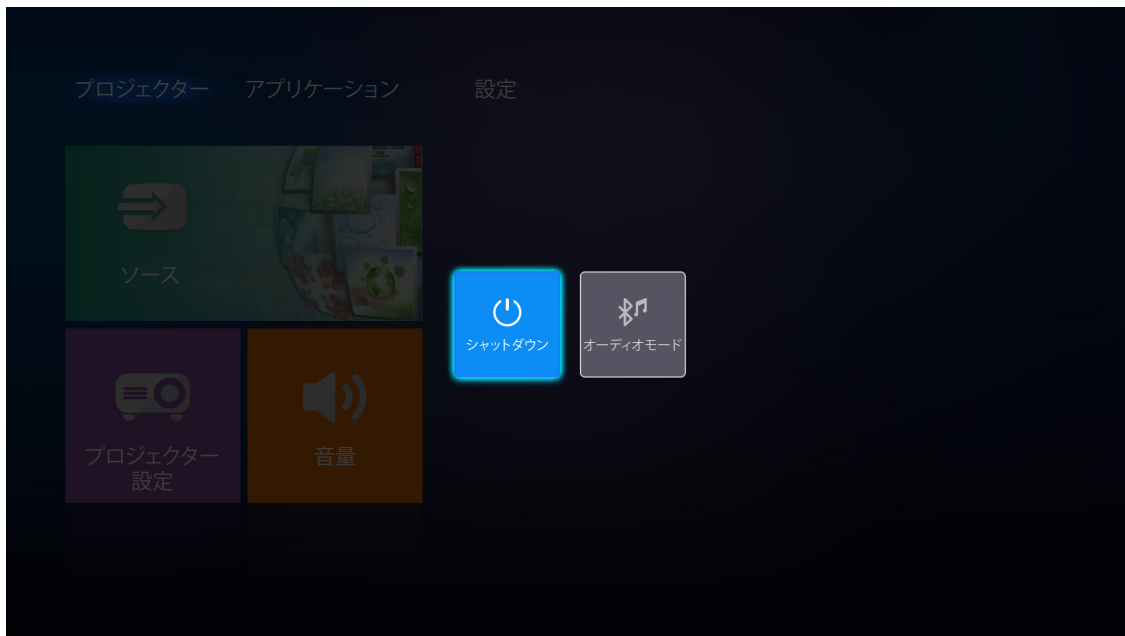 プロジェクター
アプリケーション
設定
ソース
シャットダウン
オーディオモード
プロジェクター
設定
音量